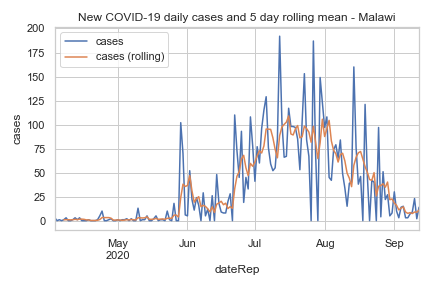 New COVID-19 daily cases and 5 day rolling mean - Malawi
cases
cases (rolling)
cases
200
175
150
125
100
75
50
25
0
May
2020
Jun
Jul
Aug
Sep
dateRep